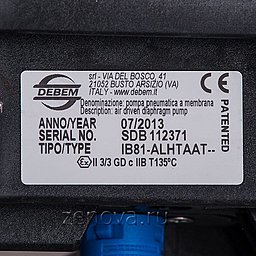 DEBEM
srl - VIA DEL BOSCO, 41
21052 BUSTO ARSIZIO (VA)
ITALY - www.debem.it
Denominazione: pompa pneumatica a membrana
Description: air driven diaphragm pump
ANNO/YEAR 07/2013
SERIAL NO. SDB 112371
TIPO/TYPE IB81-ALHTAAT--
Ex II 3/3 GD c IIB T135°C
PATENTED
zenova.ru